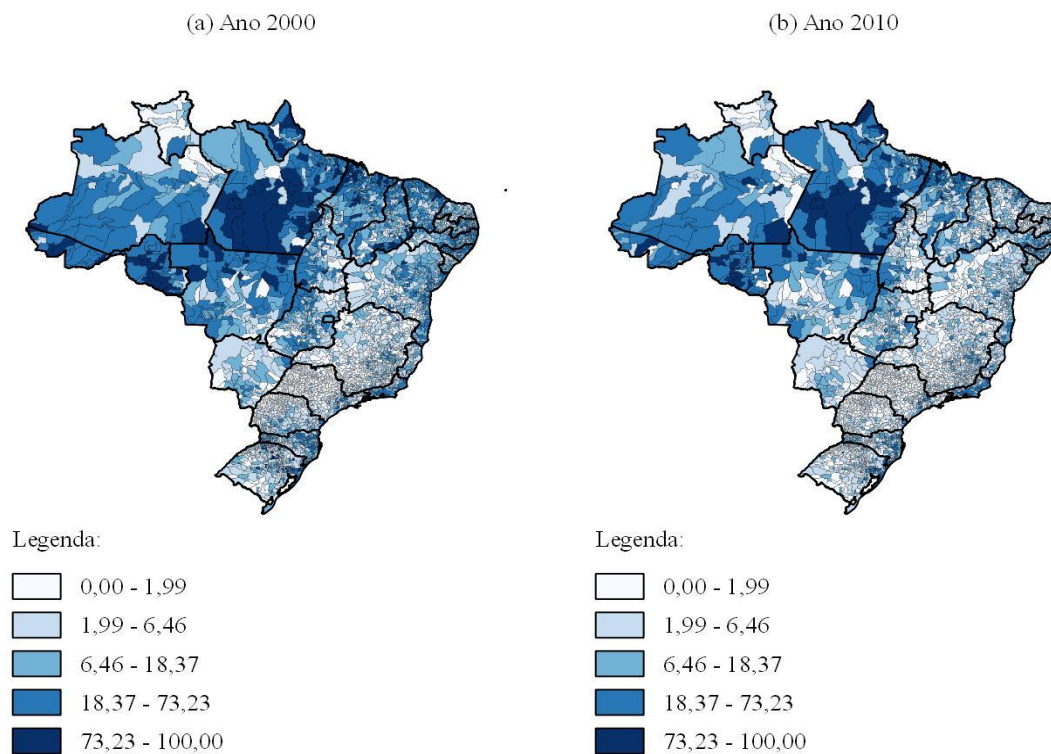 (a) Ano 2000
(b) Ano 2010
Legenda:
0,00 - 1,99
1,99 - 6,46
6,46 - 18,37
18,37 - 73,23
73,23 - 100,00
Legenda:
0,00 - 1,99
1,99 - 6,46
6,46 - 18,37
18,37 - 73,23
73,23 - 100,00